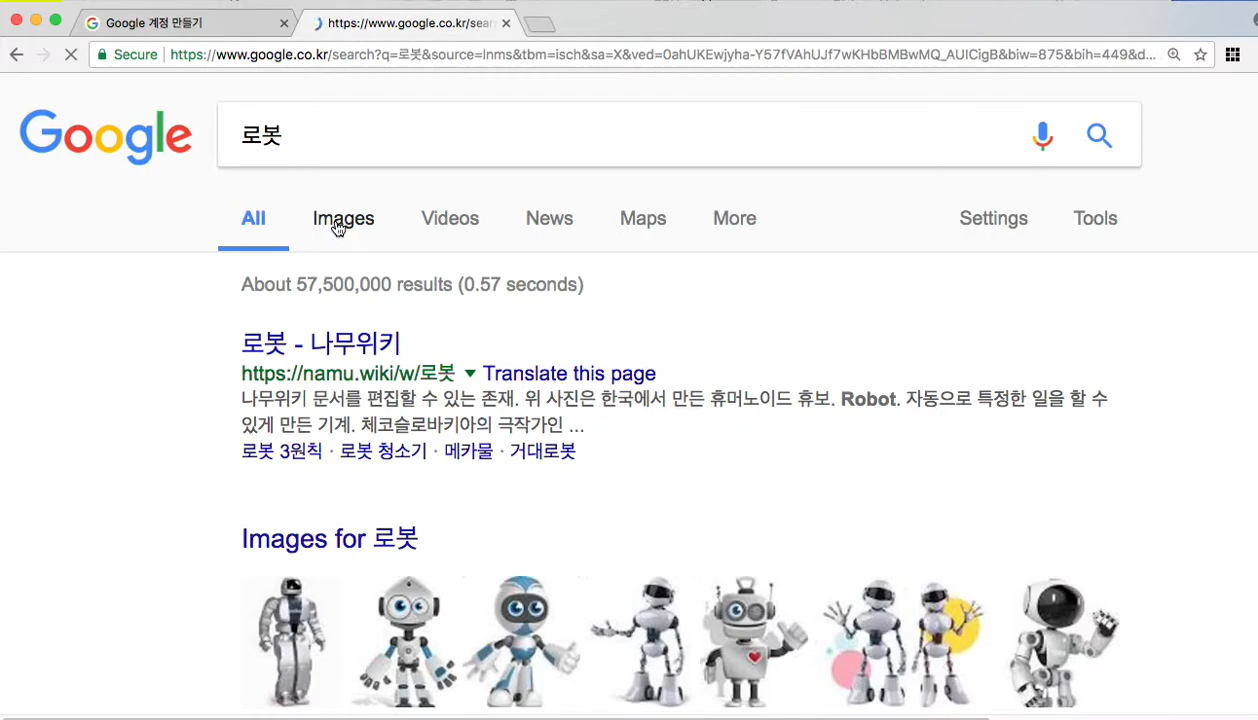 Google 계정 만들기
https://www.google.co.kr/sear
Secure https://www.google.co.kr/search?q=로봇&source=lnms&tbm=isch&sa=X&ved=0ahUKEwjyha-Y57fVAhUJf7wKHbBMBwMQ_AUICigB&biw=875&bih=449&d...
Google 로봇
All Images Videos News Maps More Settings Tools
About 57,500,000 results (0.57 seconds)
로봇 - 나무위키
https://namu.wiki/w/로봇 Translate this page
나무위키 문서를 편집할 수 있는 존재. 위 사진은 한국에서 만든 휴머노이드 휴보. Robot. 자동으로 특정한 일을 할 수
있게 만든 기계. 체코슬로바키아의 극작가인 ...
로봇 3원칙 · 로봇 청소기 · 메카물 · 거대로봇
Images for 로봇